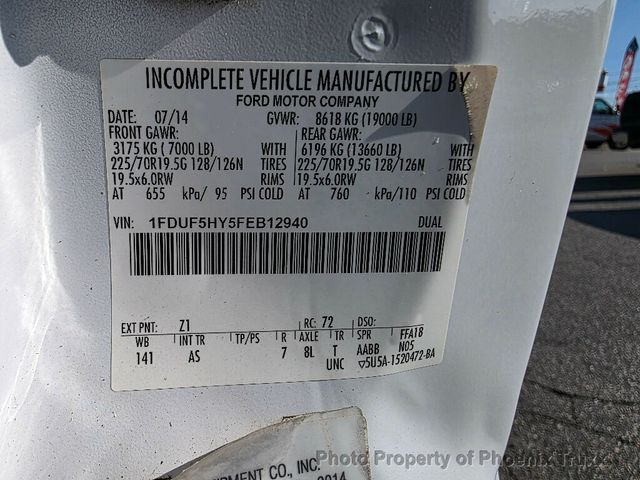 INCOMPLETE VEHICLE MANUFACTURED BY
FORD MOTOR COMPANY
DATE: 07/14 GVWR: 8618 KG (19000 LB)
FRONT GAWR: REAR GAWR:
3175 KG ( 7000 LB) WITH 6196 KG (13660 LB) WITH
225/70R19.5G 128/126N TIRES 225/70R19.5G 128/126N TIRES
19.5x6.0RW RIMS 19.5x6.0RW RIMS
AT 655 kPa/ 95 PSI COLD AT 760 kPa/110 PSI COLD
VIN: 1FDUF5HY5FEB12940 DUAL
EXT PNT: Z1 RC: 72 DSO:
WB INT TR TP/PS R AXLE TR SPR FFA18
141 AS 7 8L T AABB N05
UNC ▽5U5A-1520472-BA
IPMENT CO., INC.
2014
Photo Property of Phoenix